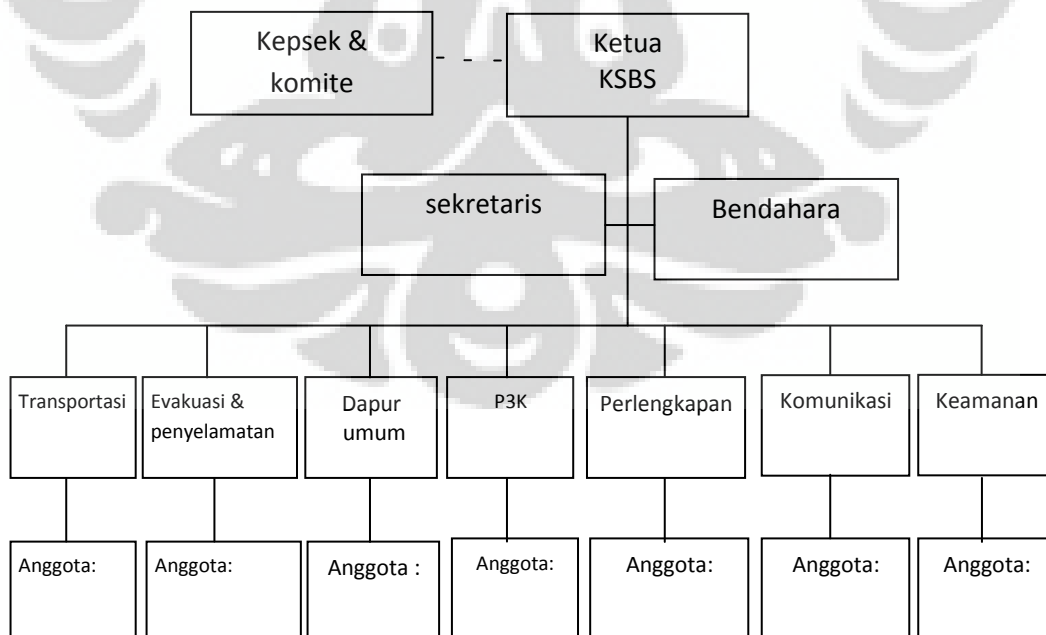 Kepsek &
komite
Ketua
KSBS
sekretaris
Bendahara
Transportasi
Evakuasi &
penyelamatan
Dapur
umum
P3K
Perlengkapan
Komunikasi
Keamanan
Anggota:
Anggota:
Anggota :
Anggota:
Anggota:
Anggota:
Anggota: